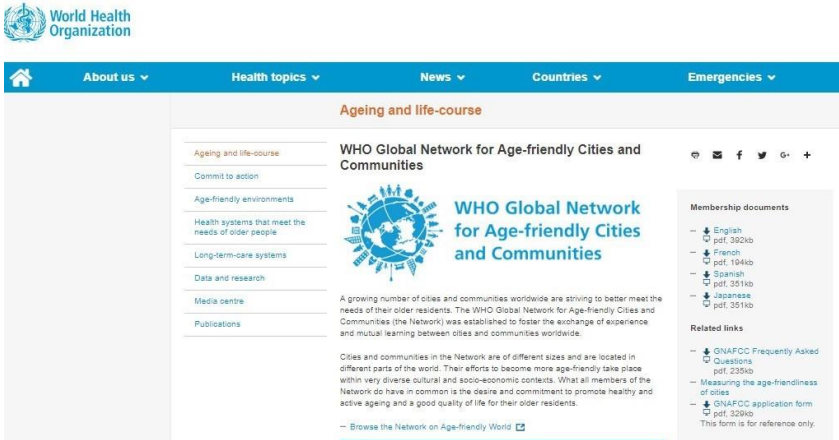 World Health
Organization
About us
Health topics
News
Countries
Emergencies
Ageing and life-course
Ageing and life-course
Commit to action
Age-friendly environments
Health systems that meet the
needs of older people
Long-term-care systems
Data and research
Media centre
Publications
WHO Global Network for Age-friendly Cities and
Communities
WHO Global Network
for Age-friendly Cities
and Communities
A growing number of cities and communities worldwide are striving to better meet the
needs of their older residents. The WHO Global Network for Age-friendly Cities and
Communities (the Network) was established to foster the exchange of experience
and mutual learning between cities and communities worldwide.
Cities and communities in the Network are of different sizes and are located in
different parts of the world. Their efforts to become more age-friendly take place
within very diverse cultural and socio-economic contexts. What all members of the
Network do have in common is the desire and commitment to promote healthy and
active ageing and a good quality of life for their older residents.
— Browse the Network on Age-friendly World
G+
Membership documents
— English
pdf, 392kb
— French
pdf, 194kb
— Spanish
pdf, 351kb
— Japanese
pdf, 351kb
Related links
— GNAFCC Frequently Asked
Questions
pdf, 235kb
— Measuring the age-friendliness
of cities
— GNAFCC application form
pdf, 329kb
This form is for reference only.